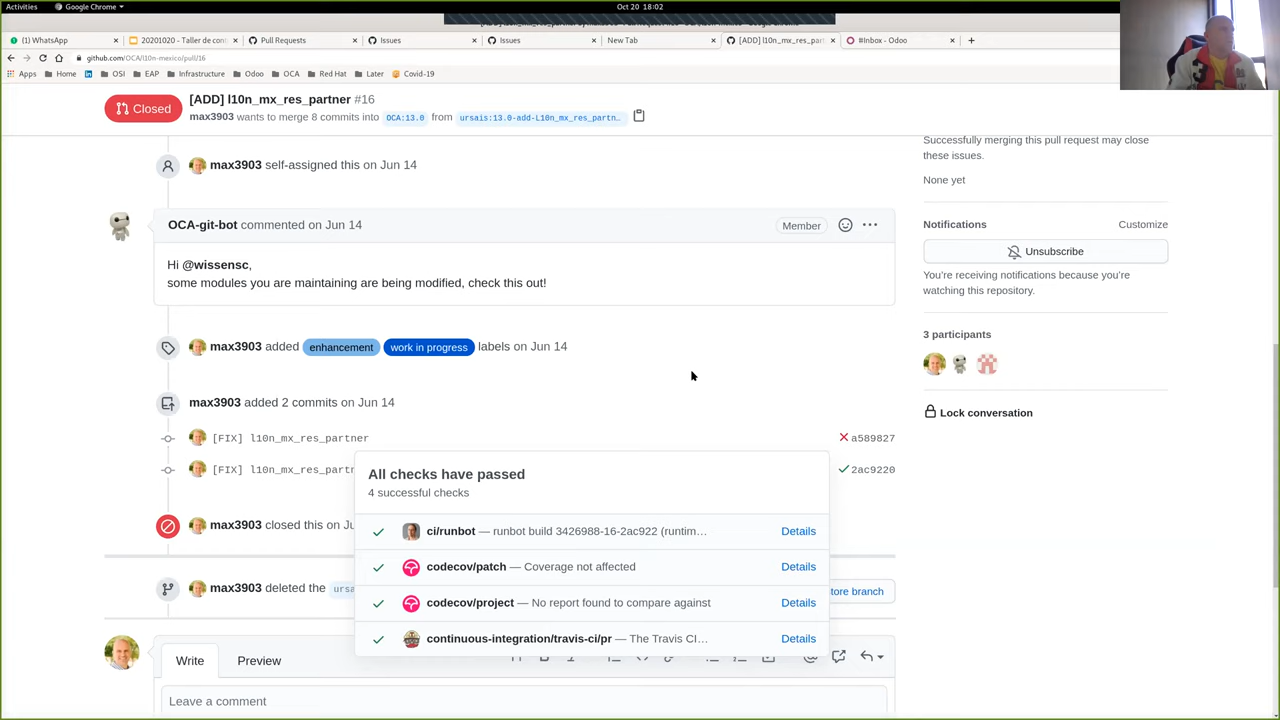 Activities
Google Chrome
Oct 20 18:02
(1) WhatsApp
20201020 - Taller de con
Pull Requests
Issues
Issues
New Tab
[ADD] l10n_mx_res_part
#Inbox - Odoo
github.com/OCA/l10n-mexico/pull/16
Apps
Home
OSI
EAP
Infrastructure
Odoo
OCA
Red Hat
Later
Covid-19
Closed
[ADD] l10n_mx_res_partner #16
max3903 wants to merge 8 commits into OCA:13.0 from ursais:13.0-add-L10n_mx_res_partn…
max3903 self-assigned this on Jun 14
Successfully merging this pull request may close
these issues.
None yet
OCA-git-bot commented on Jun 14
Member
Hi @wissensc,
some modules you are maintaining are being modified, check this out!
Notifications
Customize
Unsubscribe
You're receiving notifications because you're
watching this repository.
3 participants
Lock conversation
max3903 added enhancement work in progress labels on Jun 14
max3903 added 2 commits on Jun 14
[FIX] l10n_mx_res_partner
a589827
[FIX] l10n_mx_res_partn
2ac9220
All checks have passed
4 successful checks
ci/runbot — runbot build 3426988-16-2ac922 (runtim…
Details
codecov/patch — Coverage not affected
Details
codecov/project — No report found to compare against
Details
continuous-integration/travis-ci/pr — The Travis CI…
Details
max3903 closed this on Ju
max3903 deleted the ursa
tore branch
Write
Preview
Leave a comment